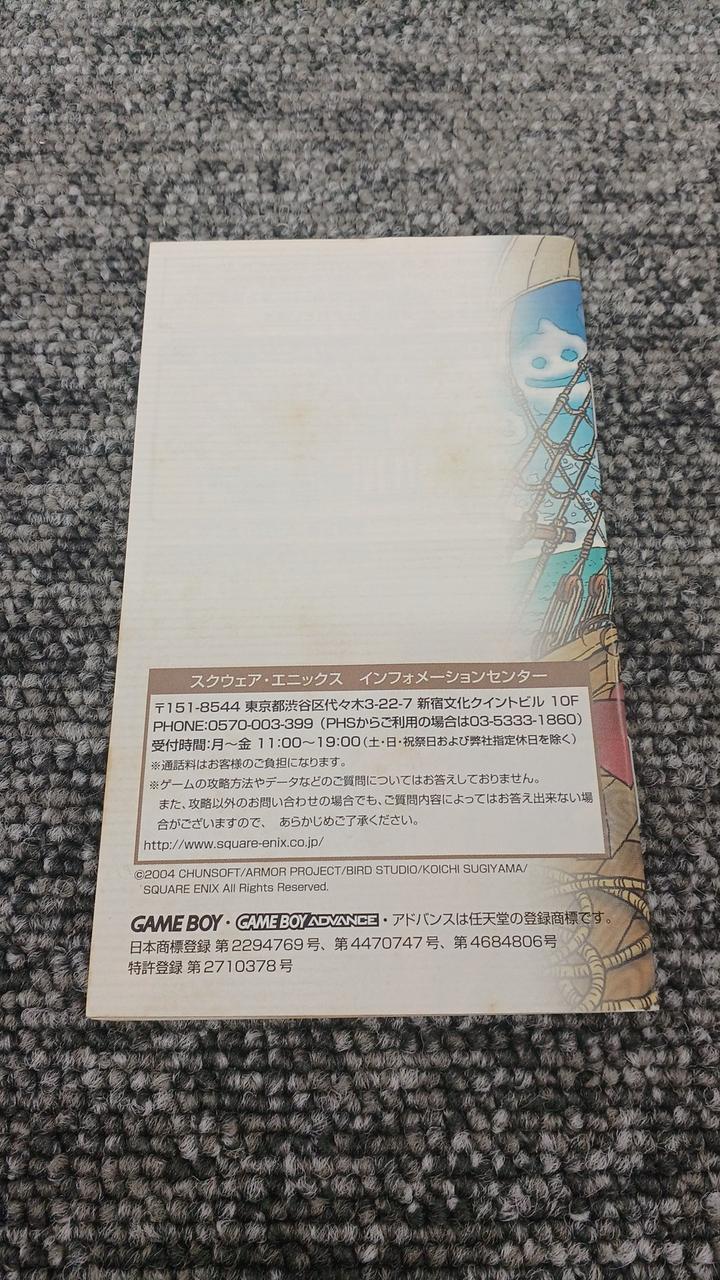 スクウェア・エニックス　インフォメーションセンター
〒151-8544 東京都渋谷区代々木3-22-7 新宿文化クイントビル 10F
PHONE:0570-003-399（PHSからご利用の場合は03-5333-1860）
受付時間:月〜金 11:00〜19:00（土・日・祝祭日および弊社指定休日を除く）
※通話料はお客様のご負担になります。
※ゲームの攻略方法やデータなどのご質問についてはお答えしておりません。
また、攻略以外のお問い合わせの場合でも、ご質問内容によってはお答え出来ない場
合がございますので、　あらかじめご了承ください。
http://www.square-enix.co.jp/
©2004 CHUNSOFT/ARMOR PROJECT/BIRD STUDIO/KOICHI SUGIYAMA/
SQUARE ENIX All Rights Reserved.
GAME BOY・GAME BOY ADVANCE・アドバンスは任天堂の登録商標です。
日本商標登録 第2294769号、第4470747号、第4684806号
特許登録 第2710378号